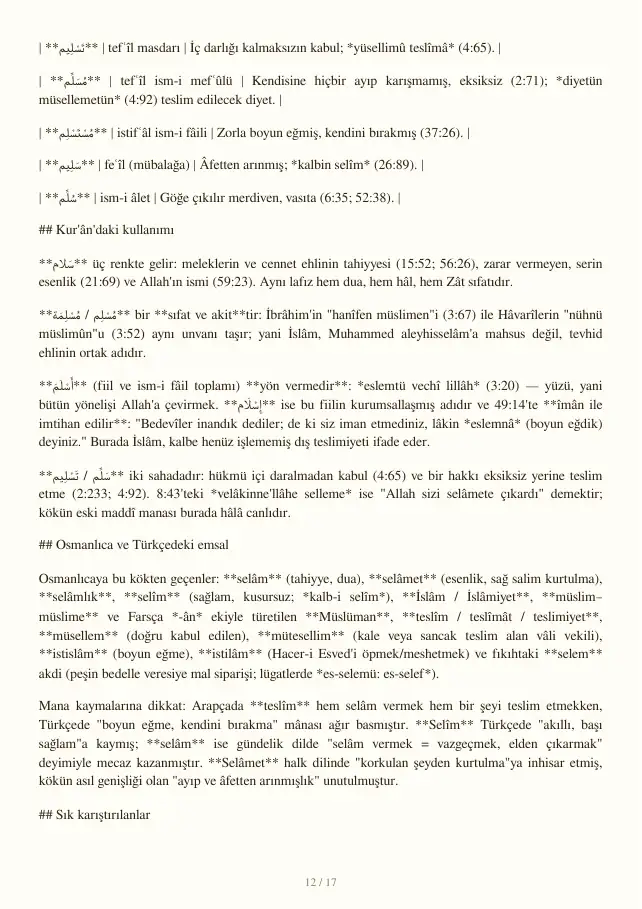 | **تَسْلِيم** | tefʿîl masdarı | İç darlığı kalmaksızın kabul; *yüsellimû teslîmâ* (4:65). |
| **مُسَلَّم** | tefʿîl ism-i mefʿûlü | Kendisine hiçbir ayıp karışmamış, eksiksiz (2:71); *diyetün
müsellemetün* (4:92) teslim edilecek diyet. |
| **مُسْتَسْلِم** | istifʿâl ism-i fâili | Zorla boyun eğmiş, kendini bırakmış (37:26). |
| **سَلِيم** | feʿîl (mübalağa) | Âfetten arınmış; *kalbin selîm* (26:89). |
| **سُلَّم** | ism-i âlet | Göğe çıkılır merdiven, vasıta (6:35; 52:38). |
## Kur'ân'daki kullanımı
**سَلَام** üç renkte gelir: meleklerin ve cennet ehlinin tahiyyesi (15:52; 56:26), zarar vermeyen, serin
esenlik (21:69) ve Allah'ın ismi (59:23). Aynı lafız hem dua, hem hâl, hem Zât sıfatıdır.
**مُسْلِم / مُسْلِمَة** bir **sıfat ve akit**tir: İbrâhim'in "hanîfen müslimen"i (3:67) ile Hâvarîlerin "nühnü
müslimûn"u (3:52) aynı unvanı taşır; yani İslâm, Muhammed aleyhisselâm'a mahsus değil, tevhid
ehlinin ortak adıdır.
**أَسْلَمَ** (fiil ve ism-i fâil toplamı) **yön vermedir**: *eslemtü vechî lillâh* (3:20) — yüzü, yani
bütün yönelişi Allah'a çevirmek. **إِسْلَام** ise bu fiilin kurumsallaşmış adıdır ve 49:14'te **îmân ile
imtihan edilir**: "Bedevîler inandık dediler; de ki siz iman etmediniz, lâkin *eslemnâ* (boyun eğdik)
deyiniz." Burada İslâm, kalbe henüz işlememiş dış teslimiyeti ifade eder.
**سَلَّمَ / تَسْلِيم** iki sahadadır: hükmü içi daralmadan kabul (4:65) ve bir hakkı eksiksiz yerine teslim
etme (2:233; 4:92). 8:43'teki *velâkinne'llâhe selleme* ise "Allah sizi selâmete çıkardı" demektir;
kökün eski maddî manası burada hâlâ canlıdır.
## Osmanlıca ve Türkçedeki emsal
Osmanlıcaya bu kökten geçenler: **selâm** (tahiyye, dua), **selâmet** (esenlik, sağ salim kurtulma),
**selâmlık**, **selîm** (sağlam, kusursuz; *kalb-i selîm*), **İslâm / İslâmiyet**, **müslim–
müslime** ve Farsça *-ân* ekiyle türetilen **Müslüman**, **teslîm / teslîmât / teslimiyet**,
**müsellem** (doğru kabul edilen), **mütesellim** (kale veya sancak teslim alan vâli vekili),
**istislâm** (boyun eğme), **istilâm** (Hacer-i Esved'i öpmek/meshetmek) ve fıkıhtaki **selem**
akdi (peşin bedelle veresiye mal siparişi; lügatlerde *es-selemü: es-selef*).
Mana kaymalarına dikkat: Arapçada **teslîm** hem selâm vermek hem bir şeyi teslim etmekken,
Türkçede "boyun eğme, kendini bırakma" mânası ağır basmıştır. **Selîm** Türkçede "akıllı, başı
sağlam"a kaymış; **selâm** ise gündelik dilde "selâm vermek = vazgeçmek, elden çıkarmak"
deyimiyle mecaz kazanmıştır. **Selâmet** halk dilinde "korkulan şeyden kurtulma"ya inhisar etmiş,
kökün asıl genişliği olan "ayıp ve âfetten arınmışlık" unutulmuştur.
## Sık karıştırılanlar
12 / 17